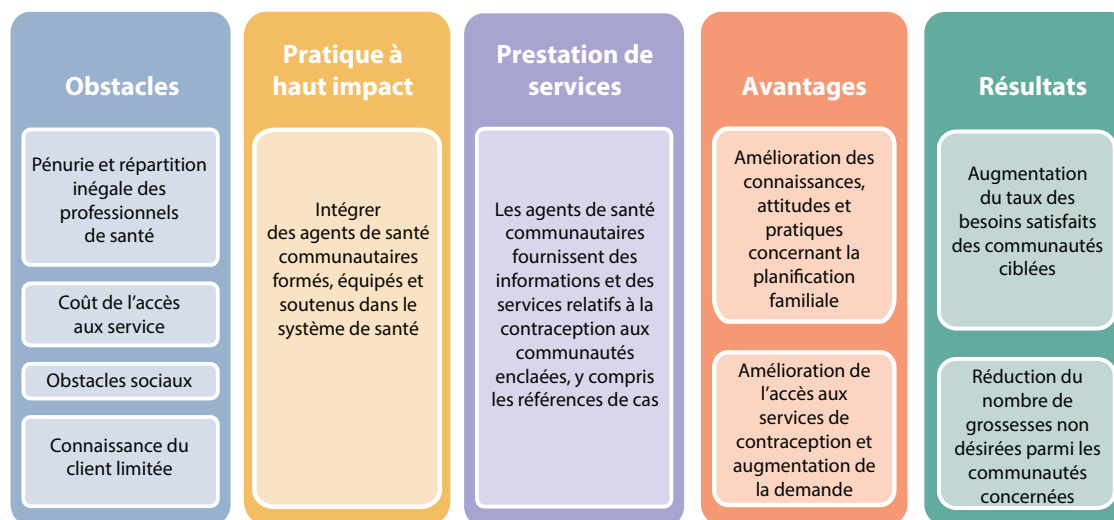 Obstacles
Pénurie et répartition
inégale des
professionnels
de santé
Coût de l’accès
aux service
Obstacles sociaux
Connaissance du
client limitée
Pratique à
haut impact
Intégrer
des agents de santé
communautaires
formés, équipés et
soutenus dans le
système de santé
Prestation de
services
Les agents de santé
communautaires
fournissent des
informations et des
services relatifs à la
contraception aux
communautés
enclaées, y compris
les références de cas
Avantages
Amélioration des
connaissances,
attitudes et
pratiques
concernant la
planification
familiale
Amélioration de
l’accès aux
services de
contraception et
augmentation de
la demande
Résultats
Augmentation
du taux des
besoins satisfaits
des communautés
ciblées
Réduction du
nombre de
grossesses non
désirées parmi les
communautés
concernées